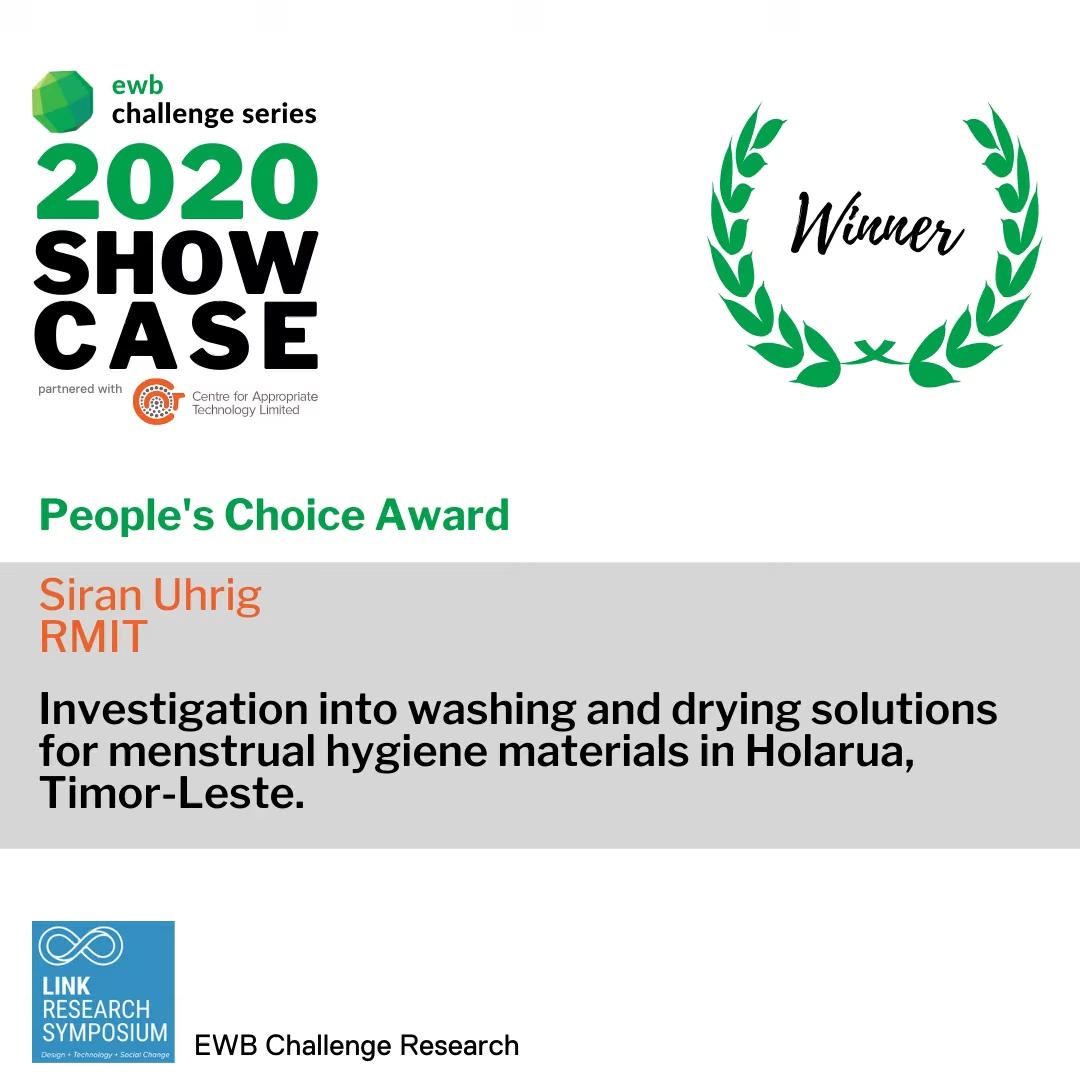 ewb
challenge series
2020
SHOW
CASE
partnered with
Centre for Appropriate
Technology Limited
Winner
People's Choice Award
Siran Uhrig
RMIT
Investigation into washing and drying solutions
for menstrual hygiene materials in Holarua,
Timor-Leste.
LINK
RESEARCH
SYMPOSIUM
Design + Technology + Social Change
EWB Challenge Research